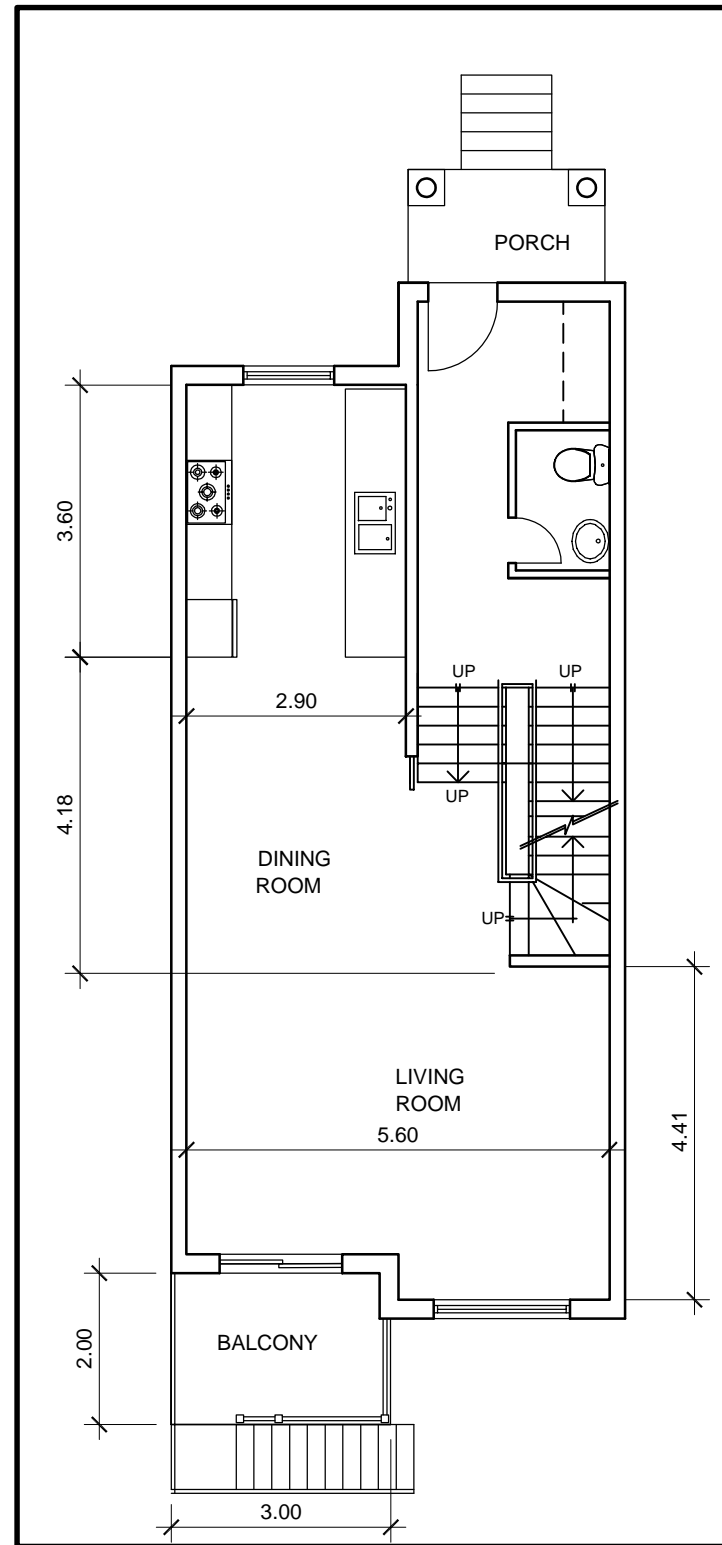 PORCH
3.60
UP
UP
2.90
UP
4.18
DINING
ROOM
UP
LIVING
ROOM
5.60
4.41
2.00
BALCONY
3.00